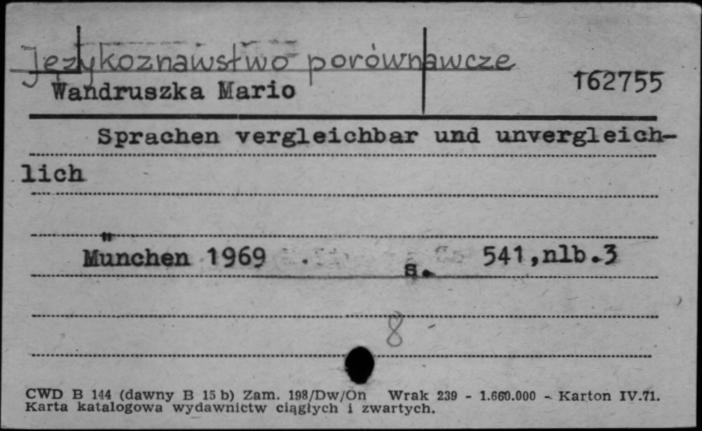 Językoznawstwo porównawcze
Wandruszka Mario
162755
Sprachen vergleichbar und unvergleich-
lich
München 1969 . s. 541,nlb.3
8
CWD B 144 (dawny B 15 b) Zam. 198/Dw/On Wrak 239 - 1.660.000 - Karton IV.71.
Karta katalogowa wydawnictw ciągłych i zwartych.